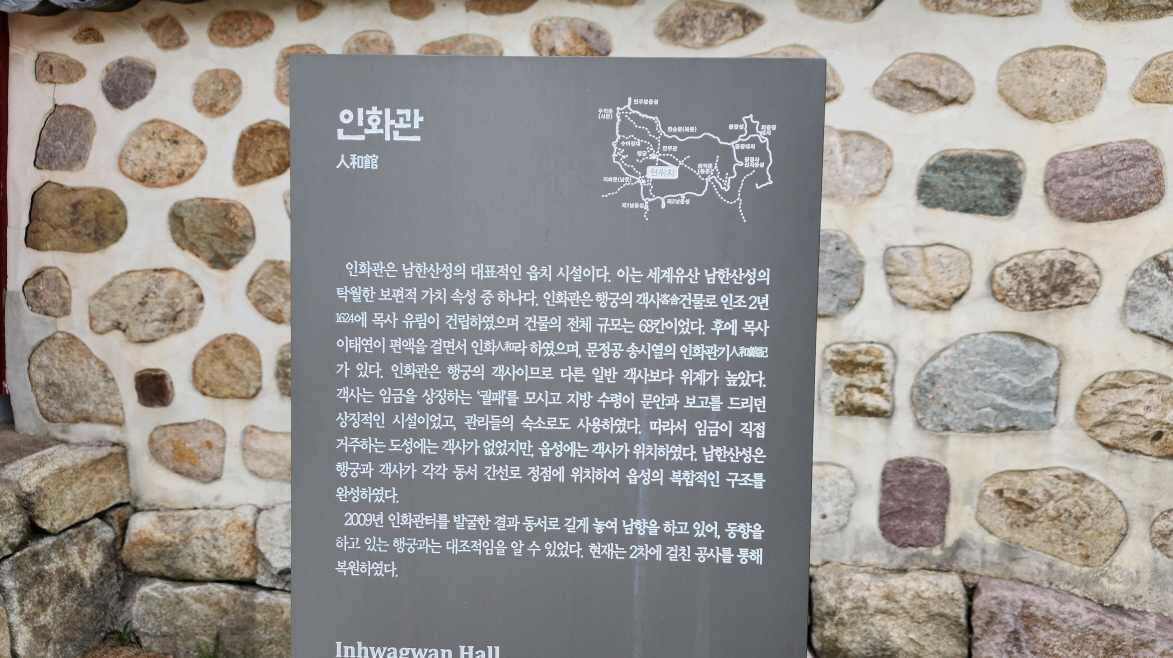 인화관
人和館
현위치
인화관은 남한산성의 대표적인 읍치 시설이다. 이는 세계유산 남한산성의
탁월한 보편적 가치 속성 중 하나다. 인화관은 행궁의 객사客舍건물로 인조 2년
1624에 목사 유림이 건립하였으며 건물의 전체 규모는 68칸이었다. 후에 목사
이태연이 편액을 걸면서 인화人和라 하였으며, 문정공 송시열의 인화관기人和館記
가 있다. 인화관은 행궁의 객사이므로 다른 일반 객사보다 위계가 높았다.
객사는 임금을 상징하는 '궐패'를 모시고 지방 수령이 문안과 보고를 드리던
상징적인 시설이었고, 관리들의 숙소로도 사용하였다. 따라서 임금이 직접
거주하는 도성에는 객사가 없었지만, 읍성에는 객사가 위치하였다. 남한산성은
행궁과 객사가 각각 동서 간선로 정점에 위치하여 읍성의 복합적인 구조를
완성하였다.
2009년 인화관터를 발굴한 결과 동서로 길게 놓여 남향을 하고 있어, 동향을
하고 있는 행궁과는 대조적임을 알 수 있었다. 현재는 2차에 걸친 공사를 통해
복원하였다.
Inhwagwan Hall